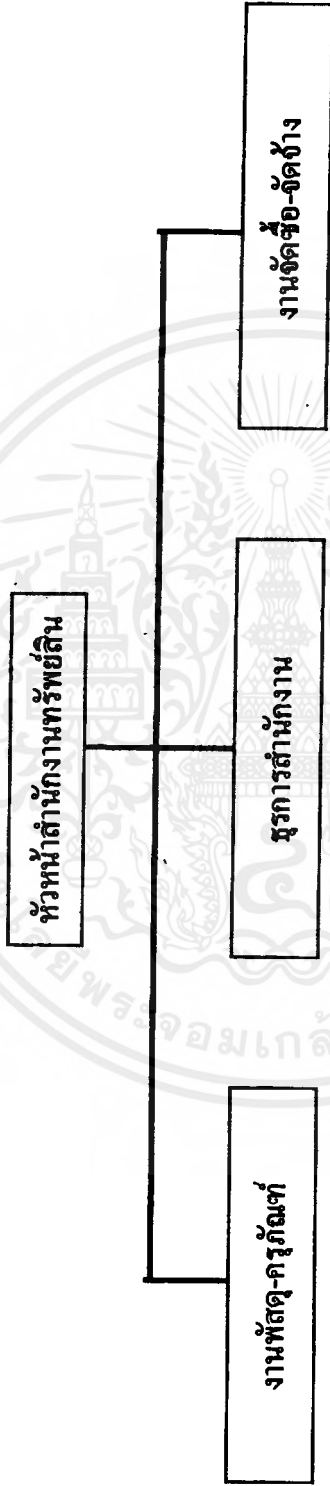 หัวหน้าสำนักงานทรัพย์สิน
งานพัสดุ-ครุภัณฑ์
ธุรการสำนักงาน
งานจัดซื้อ-จัดจ้าง